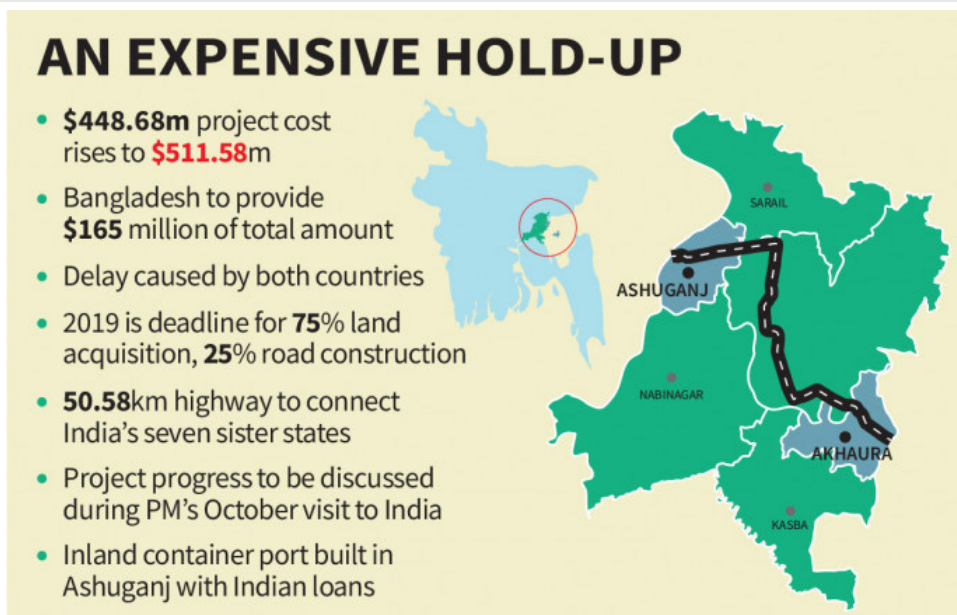 AN EXPENSIVE HOLD-UP
• $448.68m project cost
rises to $511.58m
• Bangladesh to provide
$165 million of total amount
• Delay caused by both countries
• 2019 is deadline for 75% land
acquisition, 25% road construction
• 50.58km highway to connect
India's seven sister states
• Project progress to be discussed
during PM's October visit to India
• Inland container port built in
Ashuganj with Indian loans
SARAIL
ASHUGANJ
NABINAGAR
AKHAURA
KASBA